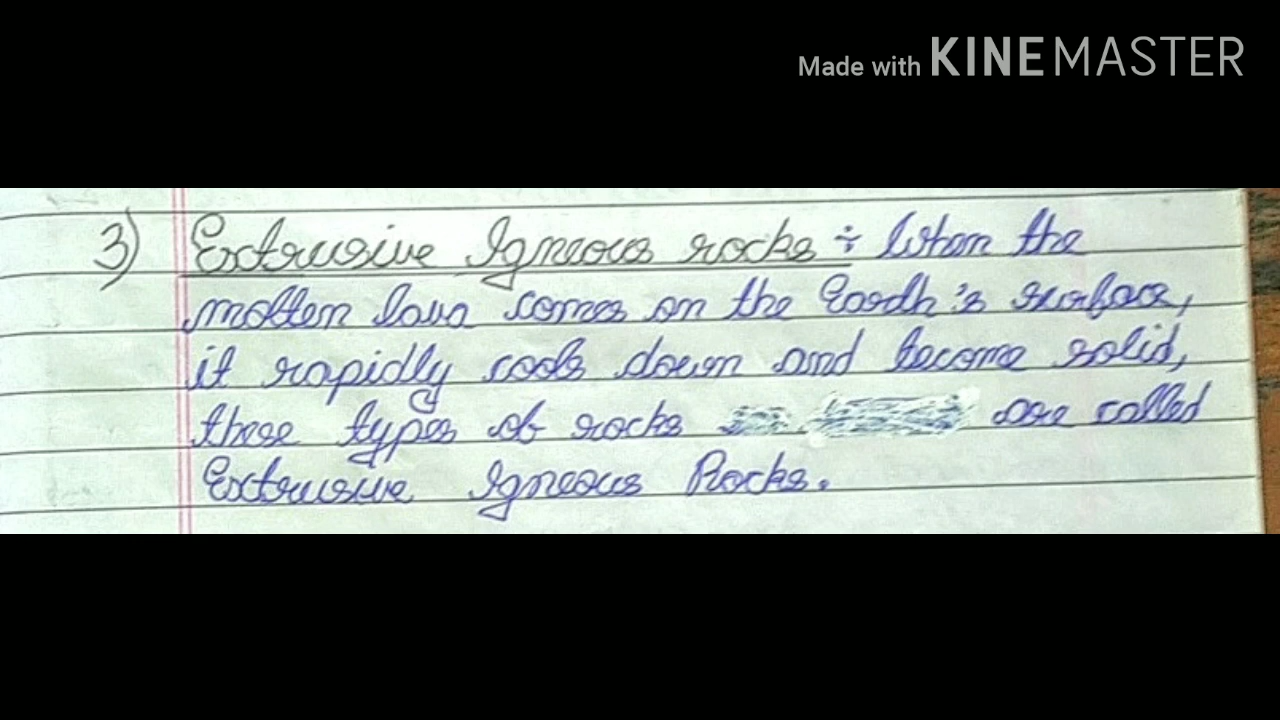 Made with KINEMASTER
3) Extrusive Igneous rocks ÷ When the
molten lava comes on the Earth's surface,
it rapidly cools down and become solid,
these types of rocks are called
Extrusive Igneous Rocks.